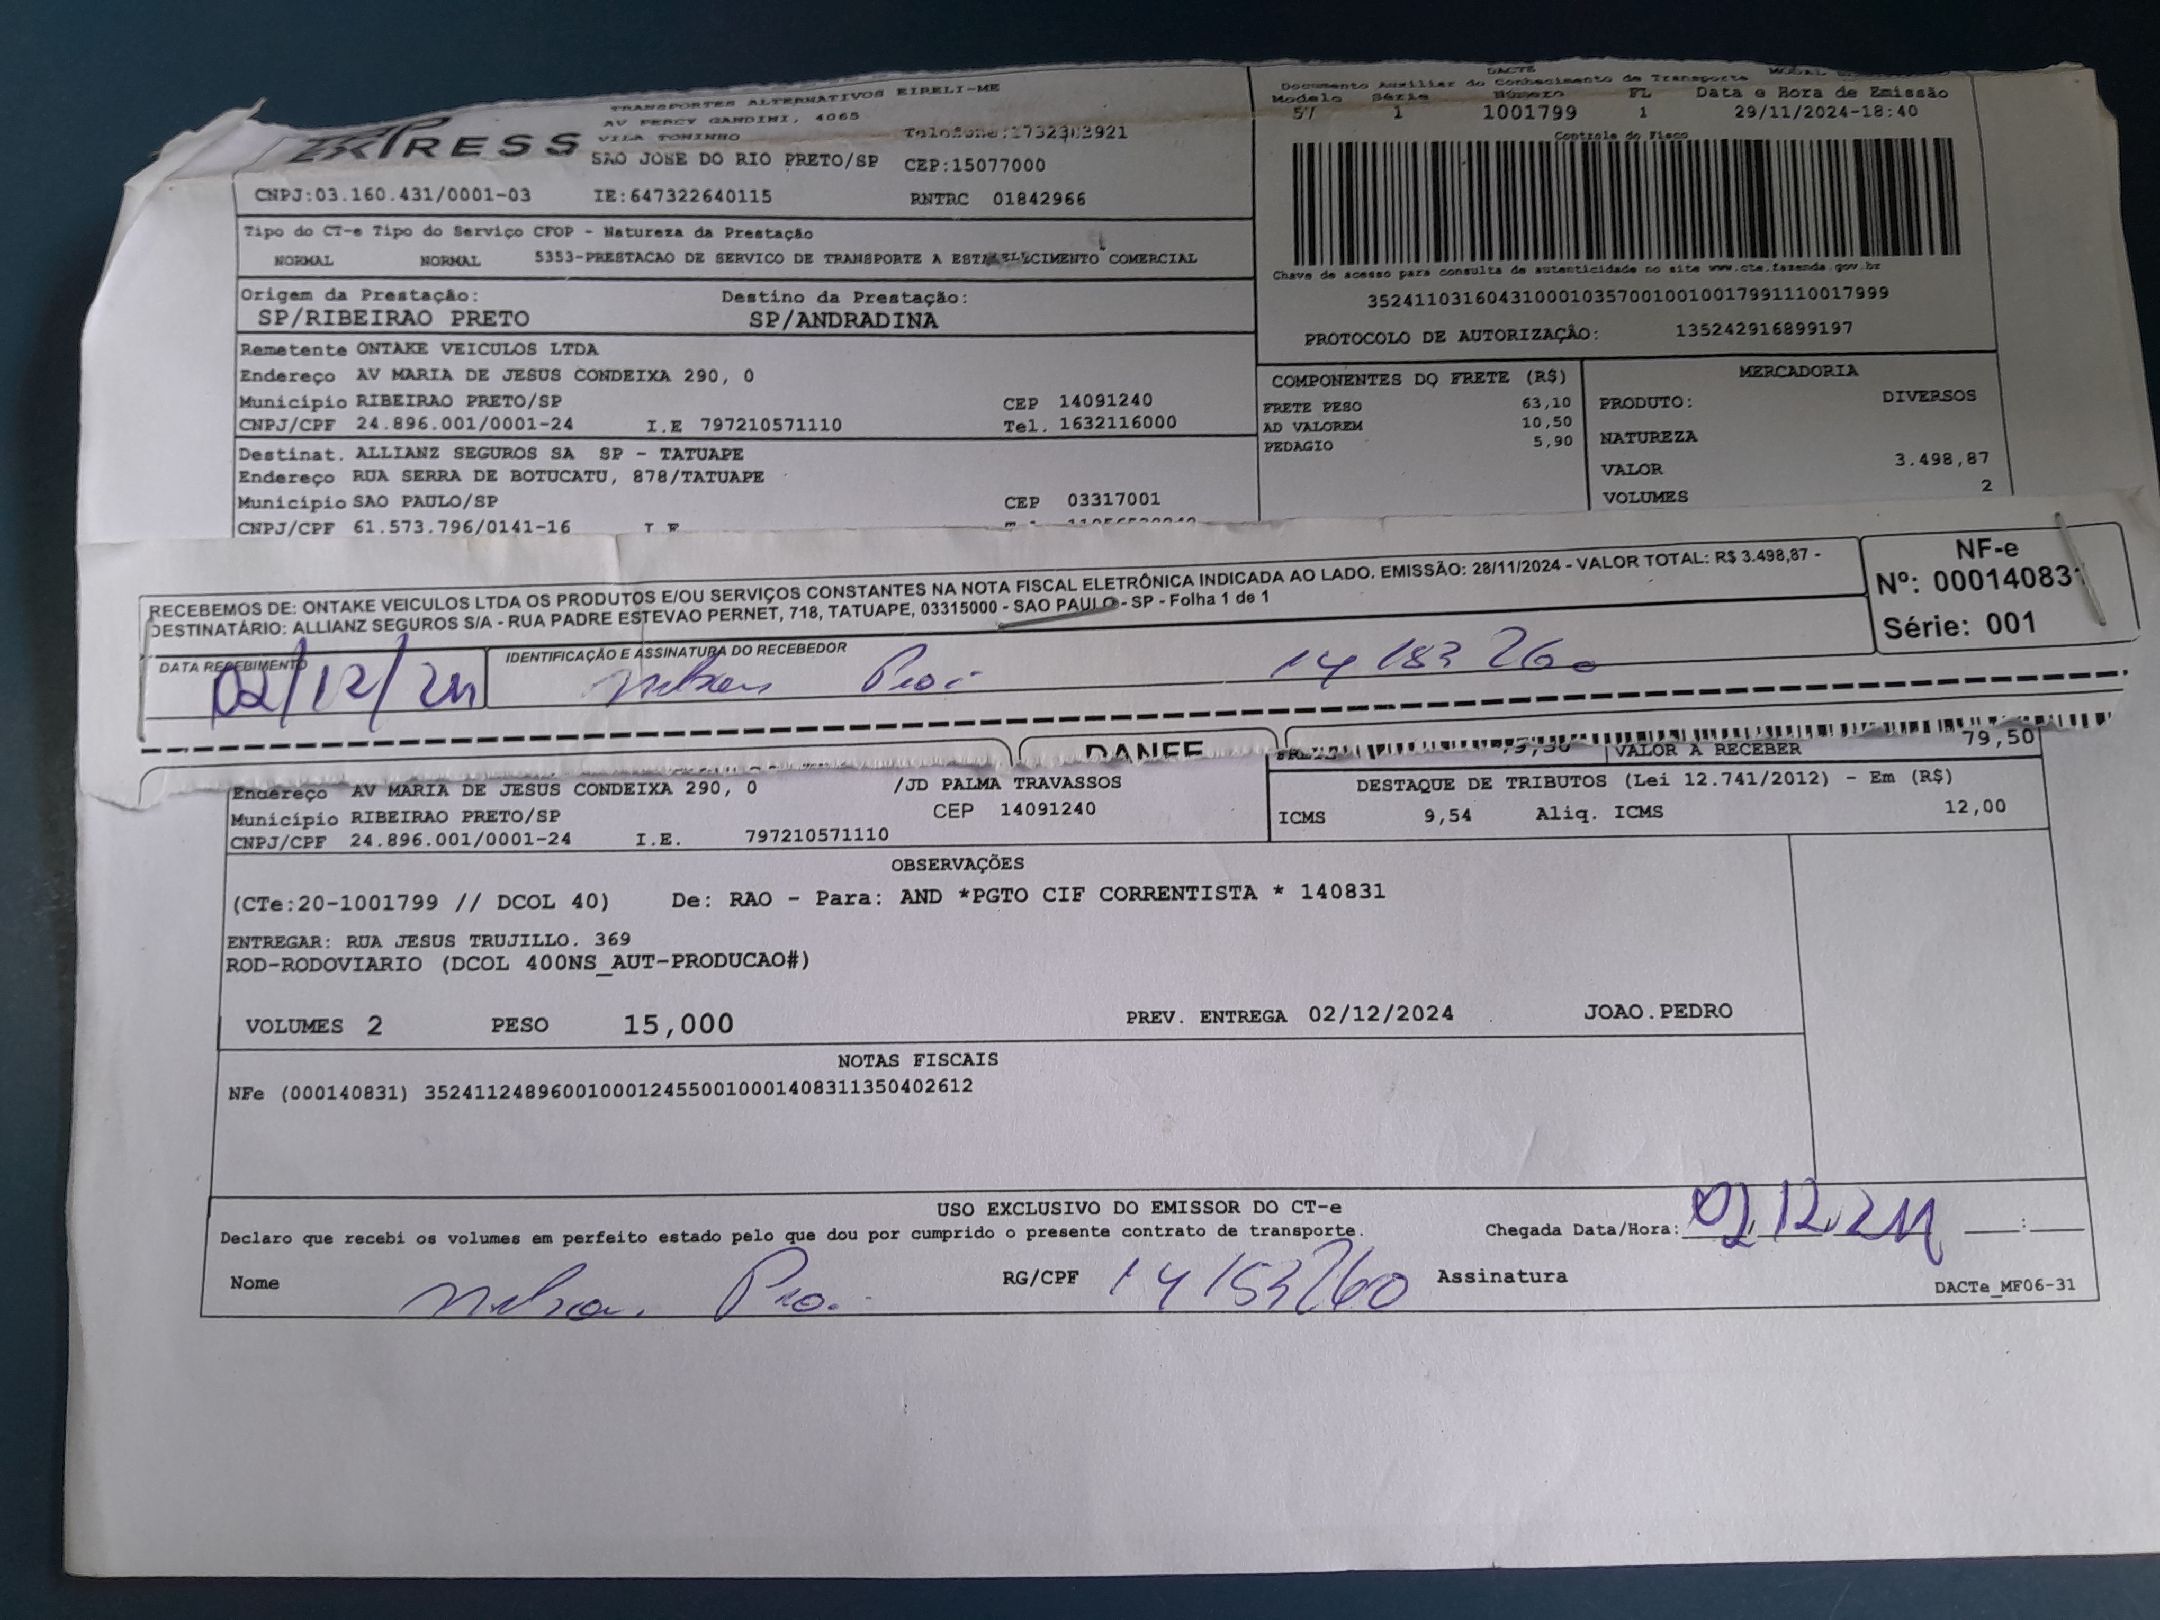 EXPRESS
TRANSPORTES ALTERNATIVOS EIRELI-ME
AV PERCY GANDINI, 4065
VILA TONINHO
SAO JOSE DO RIO PRETO/SP CEP:15077000
CNPJ:03.160.431/0001-03 IE:647322640115 RNTRC 01842966
DACTE
Documento Auxiliar do Conhecimento de Transporte
Modelo Série Número FL Data e Hora de Emissão
57 1 1001799 1 29/11/2024-18:40
Controle do Fisco
Chave de acesso para consulta de autenticidade no site www.cte.fazenda.gov.br
35241103160431000103570010010017991110017999
PROTOCOLO DE AUTORIZAÇÃO: 135242916899197
Tipo do CT-e Tipo do Serviço CFOP - Natureza da Prestação
NORMAL NORMAL 5353-PRESTACAO DE SERVICO DE TRANSPORTE A ESTABELECIMENTO COMERCIAL
Origem da Prestação: Destino da Prestação:
SP/RIBEIRAO PRETO SP/ANDRADINA
Remetente ONTAKE VEICULOS LTDA
Endereço AV MARIA DE JESUS CONDEIXA 290, 0
Município RIBEIRAO PRETO/SP CEP 14091240
CNPJ/CPF 24.896.001/0001-24 I.E 797210571110 Tel. 1632116000
Destinat. ALLIANZ SEGUROS SA SP - TATUAPE
Endereço RUA SERRA DE BOTUCATU, 878/TATUAPE
Município SAO PAULO/SP CEP 03317001
CNPJ/CPF 61.573.796/0141-16 I.E
COMPONENTES DO FRETE (R$)
FRETE PESO 63,10
AD VALOREM 10,50
PEDAGIO 5,90
MERCADORIA
PRODUTO: DIVERSOS
NATUREZA
VALOR 3.498,87
VOLUMES 2
RECEBEMOS DE: ONTAKE VEICULOS LTDA OS PRODUTOS E/OU SERVIÇOS CONSTANTES NA NOTA FISCAL ELETRÔNICA INDICADA AO LADO. EMISSÃO: 28/11/2024 - VALOR TOTAL: R$ 3.498,87 -
DESTINATÁRIO: ALLIANZ SEGUROS S/A - RUA PADRE ESTEVAO PERNET, 718, TATUAPE, 03315000 - SAO PAULO - SP - Folha 1 de 1
NF-e
Nº: 000140831
Série: 001
DATA RECEBIMENTO IDENTIFICAÇÃO E ASSINATURA DO RECEBEDOR
02/12/24
DANFE
VALOR A RECEBER 79,50
Endereço AV MARIA DE JESUS CONDEIXA 290, 0 /JD PALMA TRAVASSOS
Município RIBEIRAO PRETO/SP CEP 14091240
CNPJ/CPF 24.896.001/0001-24 I.E. 797210571110
DESTAQUE DE TRIBUTOS (Lei 12.741/2012) - Em (R$)
ICMS 9,54 Aliq. ICMS 12,00
OBSERVAÇÕES
(CTe:20-1001799 // DCOL 40) De: RAO - Para: AND *PGTO CIF CORRENTISTA * 140831
ENTREGAR: RUA JESUS TRUJILLO. 369
ROD-RODOVIARIO (DCOL 400NS_AUT-PRODUCAO#)
VOLUMES 2 PESO 15,000 PREV. ENTREGA 02/12/2024 JOAO.PEDRO
NOTAS FISCAIS
NFe (000140831) 35241124896001000124550010001408311350402612
USO EXCLUSIVO DO EMISSOR DO CT-e
Declaro que recebi os volumes em perfeito estado pelo que dou por cumprido o presente contrato de transporte. Chegada Data/Hora: 02.12.24 __:__
Nome RG/CPF Assinatura
DACTe_MF06-31